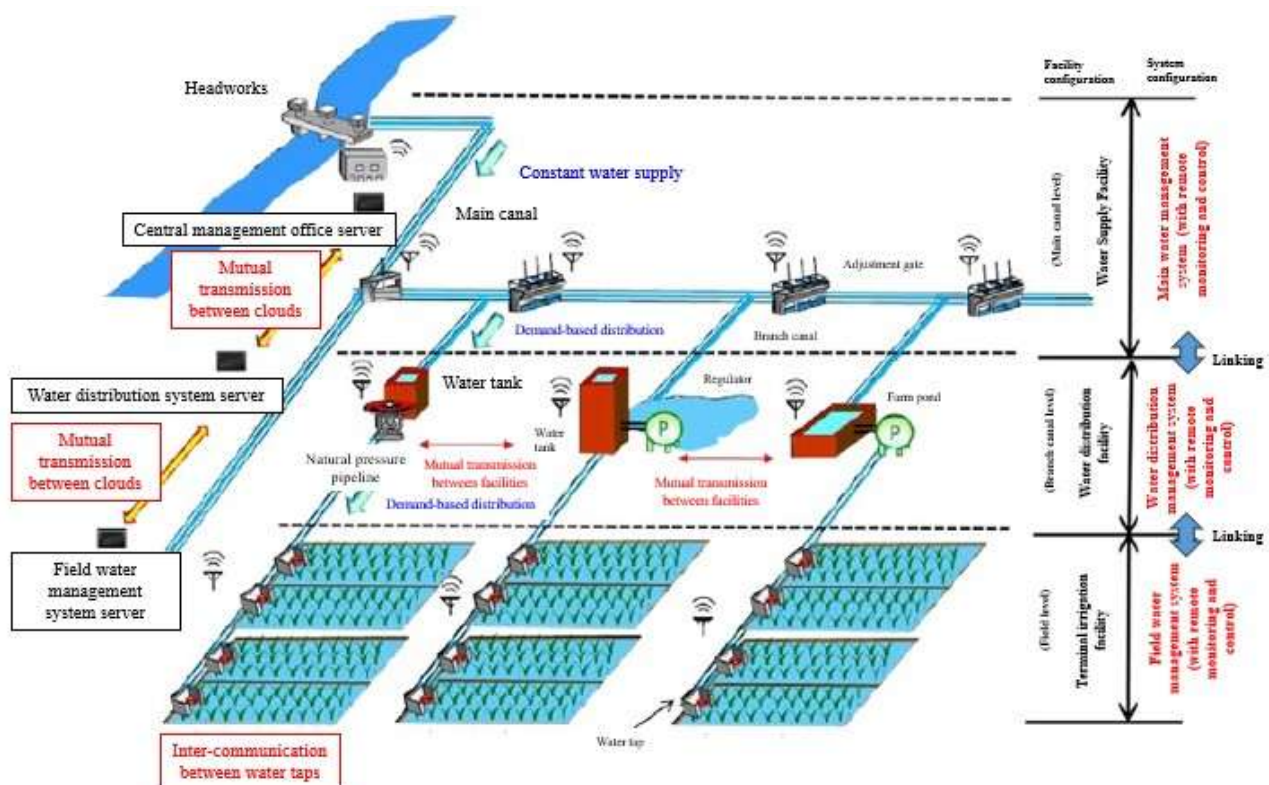 Headworks
Facility
configuration
System
configuration
Constant water supply
Main canal
Central management office server
Mutual
transmission
between clouds
Adjustment gate
Demand-based distribution
Branch canal
(Main canal level)
Water Supply Facility
Main water management
system (with remote
monitoring and control)
Linking
Water distribution system server
Water tank
Regulator
Farm pond
P
P
Water
tank
Mutual
transmission
between clouds
Natural pressure
pipeline
Mutual transmission
between facilities
Mutual transmission
between facilities
Demand-based distribution
(Branch canal level)
Water distribution
facility
Water distribution
management system
(with remote
monitoring and
control)
Linking
Field water
management
system server
(Field level)
Terminal irrigation
facility
Field water
management system
(with remote
monitoring and
control)
Water tap
Inter-communication
between water taps